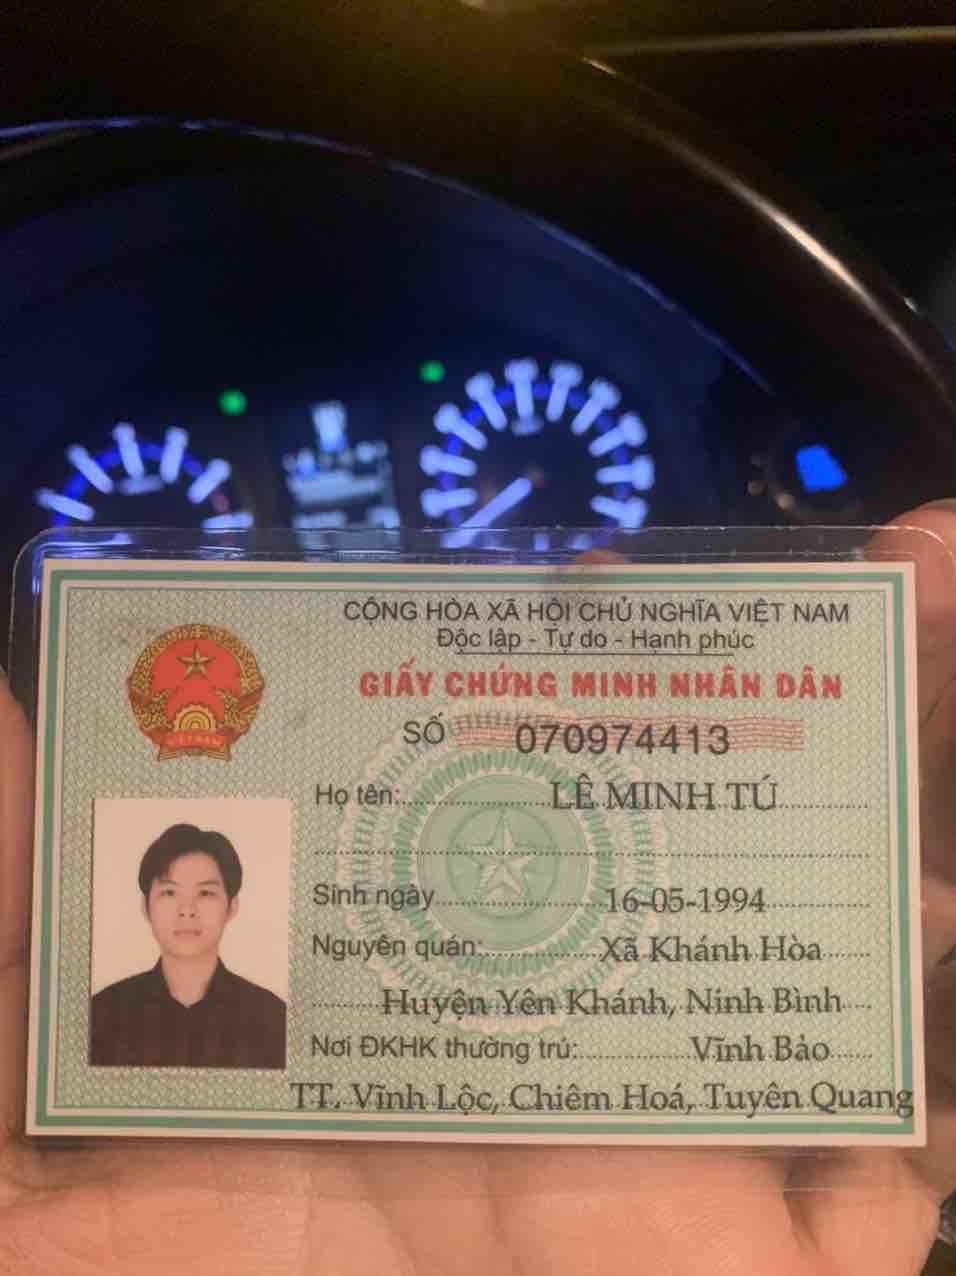 CỘNG HÒA XÃ HỘI CHỦ NGHĨA VIỆT NAM
Độc lập - Tự do - Hạnh phúc
GIẤY CHỨNG MINH NHÂN DÂN
SỐ 070974413
VIỆT NAM
Họ tên: LÊ MINH TÚ
Sinh ngày 16-05-1994
Nguyên quán: Xã Khánh Hòa
Huyện Yên Khánh, Ninh Bình
Nơi ĐKHK thường trú: Vĩnh Bảo
TT. Vĩnh Lộc, Chiêm Hoá, Tuyên Quang